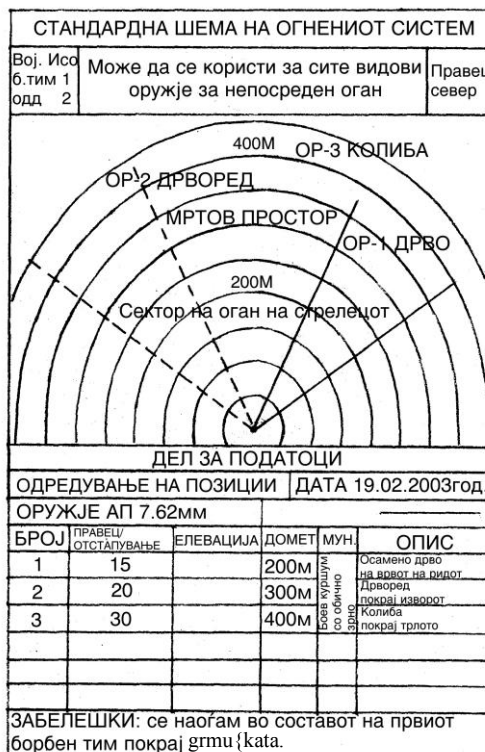 СТАНДАРДНА ШЕМА НА ОГНЕНИОТ СИСТЕМ
Вој. Исо
б.тим 1
одд 2
Може да се користи за сите видови
оружје за непосреден оган
Правец
север
400М
ОР-3 КОЛИБА
ОР-2 ДРВОРЕД
МРТОВ ПРОСТОР
ОР-1 ДРВО
200М
Сектор на оган на стрелецот
ДЕЛ ЗА ПОДАТОЦИ
ОДРЕДУВАЊЕ НА ПОЗИЦИИ ДАТА 19.02.2003год.
ОРУЖЈЕ АП 7.62мм
БРОЈ ПРАВЕЦ/ ОТСТАПУВАЊЕ ЕЛЕВАЦИЈА ДОМЕТ МУН. ОПИС
1 15 200м Осамено дрво
на врвот на ридот
2 20 300м Дрворед
покрај изворот
3 30 400м Колиба
покрај трлото
Боев куршум
со обично
зрно
ЗАБЕЛЕШКИ: се наоѓам во составот на првиот
борбен тим покрај grmu{kata.